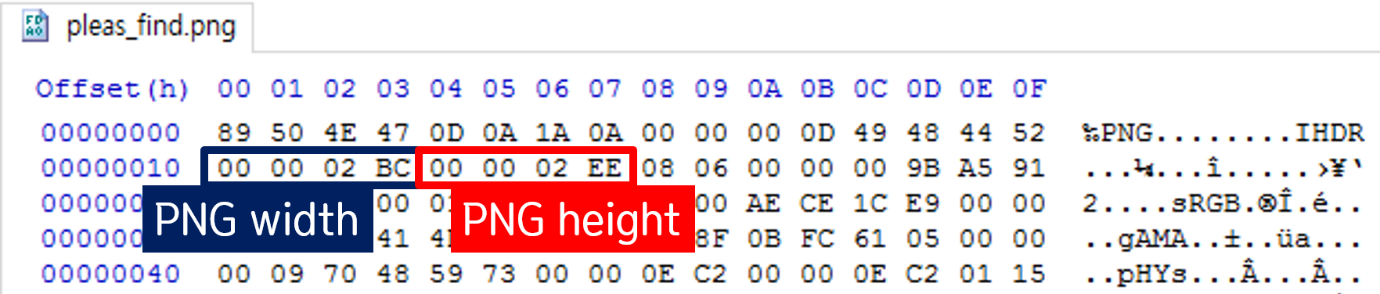 pleas_find.png
Offset(h) 00 01 02 03 04 05 06 07 08 09 0A 0B 0C 0D 0E 0F
00000000 89 50 4E 47 0D 0A 1A 0A 00 00 00 0D 49 48 44 52 ‰PNG........IHDR
00000010 00 00 02 BC 00 00 02 EE 08 06 00 00 00 9B A5 91 ...¼...î.....›¥‘
000000 PNG width 00 PNG height 00 AE CE 1C E9 00 00 2....sRGB.®Î.é..
000000 41 8F 0B FC 61 05 00 00 ..gAMA..±..üa...
00000040 00 09 70 48 59 73 00 00 0E C2 00 00 0E C2 01 15 ..pHYs...Â...Â..